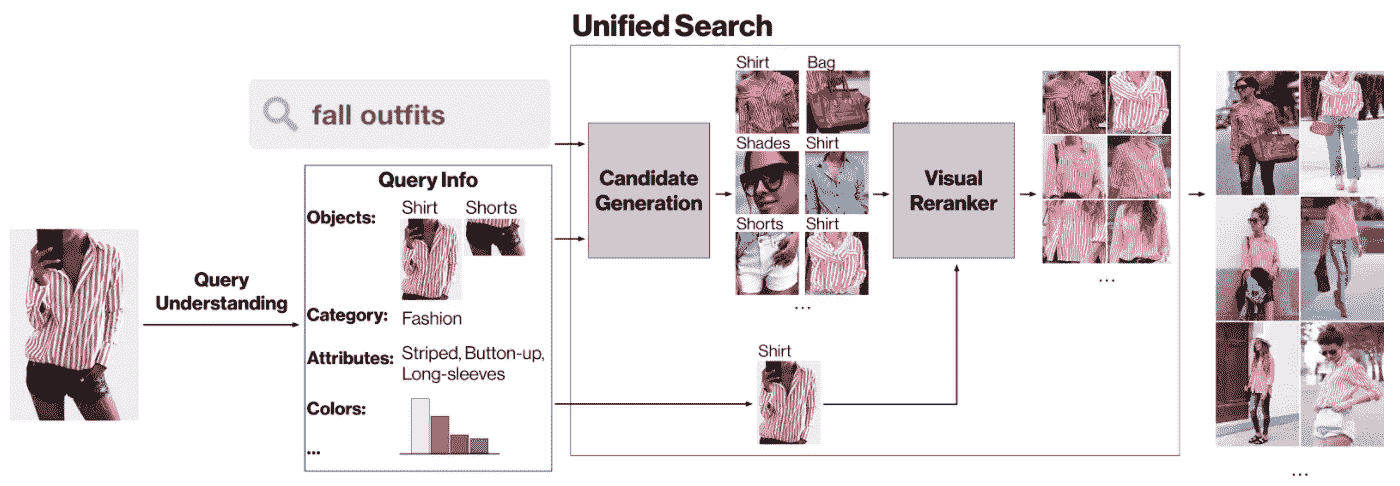 Unified Search
fall outfits
Query
Understanding
Query Info
Objects:
Shirt
Shorts
Category:
Fashion
Attributes:
Striped, Button-up,
Long-sleeves
Colors:
...
Candidate
Generation
Shirt
Bag
Shades
Shirt
Shorts
Shirt
...
Visual
Reranker
...
Shirt
...